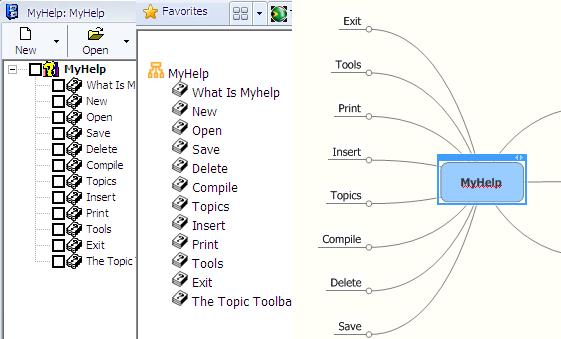 MyHelp: MyHelp
New
Open
MyHelp
What Is M
New
Open
Save
Delete
Compile
Topics
Insert
Print
Tools
Exit
The Topic
Favorites
MyHelp
What Is Myhelp
New
Open
Save
Delete
Compile
Topics
Insert
Print
Tools
Exit
The Topic Toolba
Exit
Tools
Print
Insert
Topics
Compile
Delete
Save
MyHelp